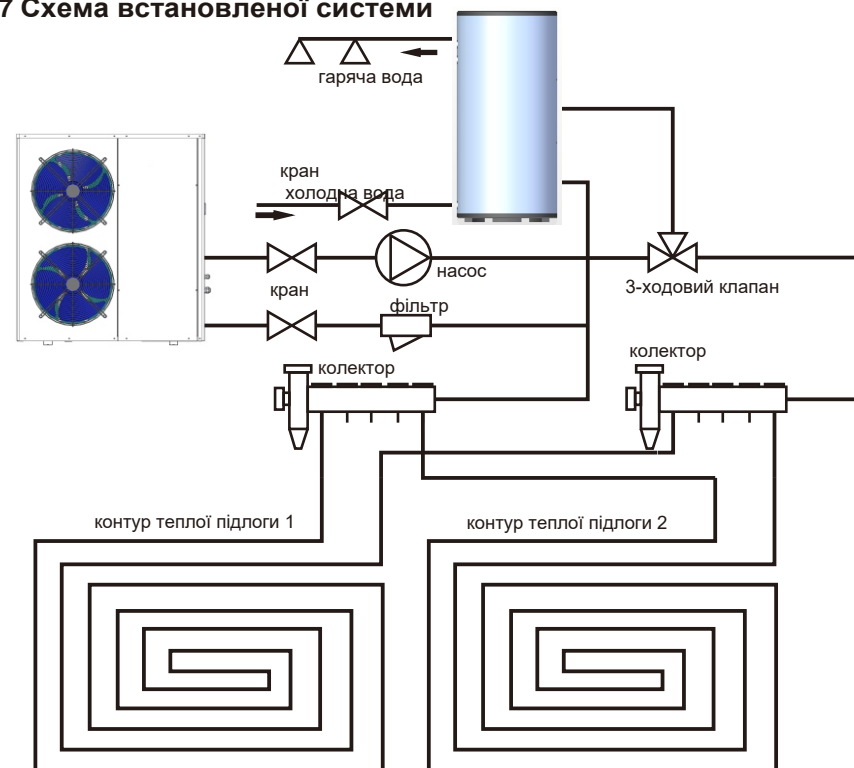 7 Схема встановленої системи
гаряча вода
кран
холодна вода
насос
3-ходовий клапан
кран
фільтр
колектор
колектор
контур теплої підлоги 1
контур теплої підлоги 2